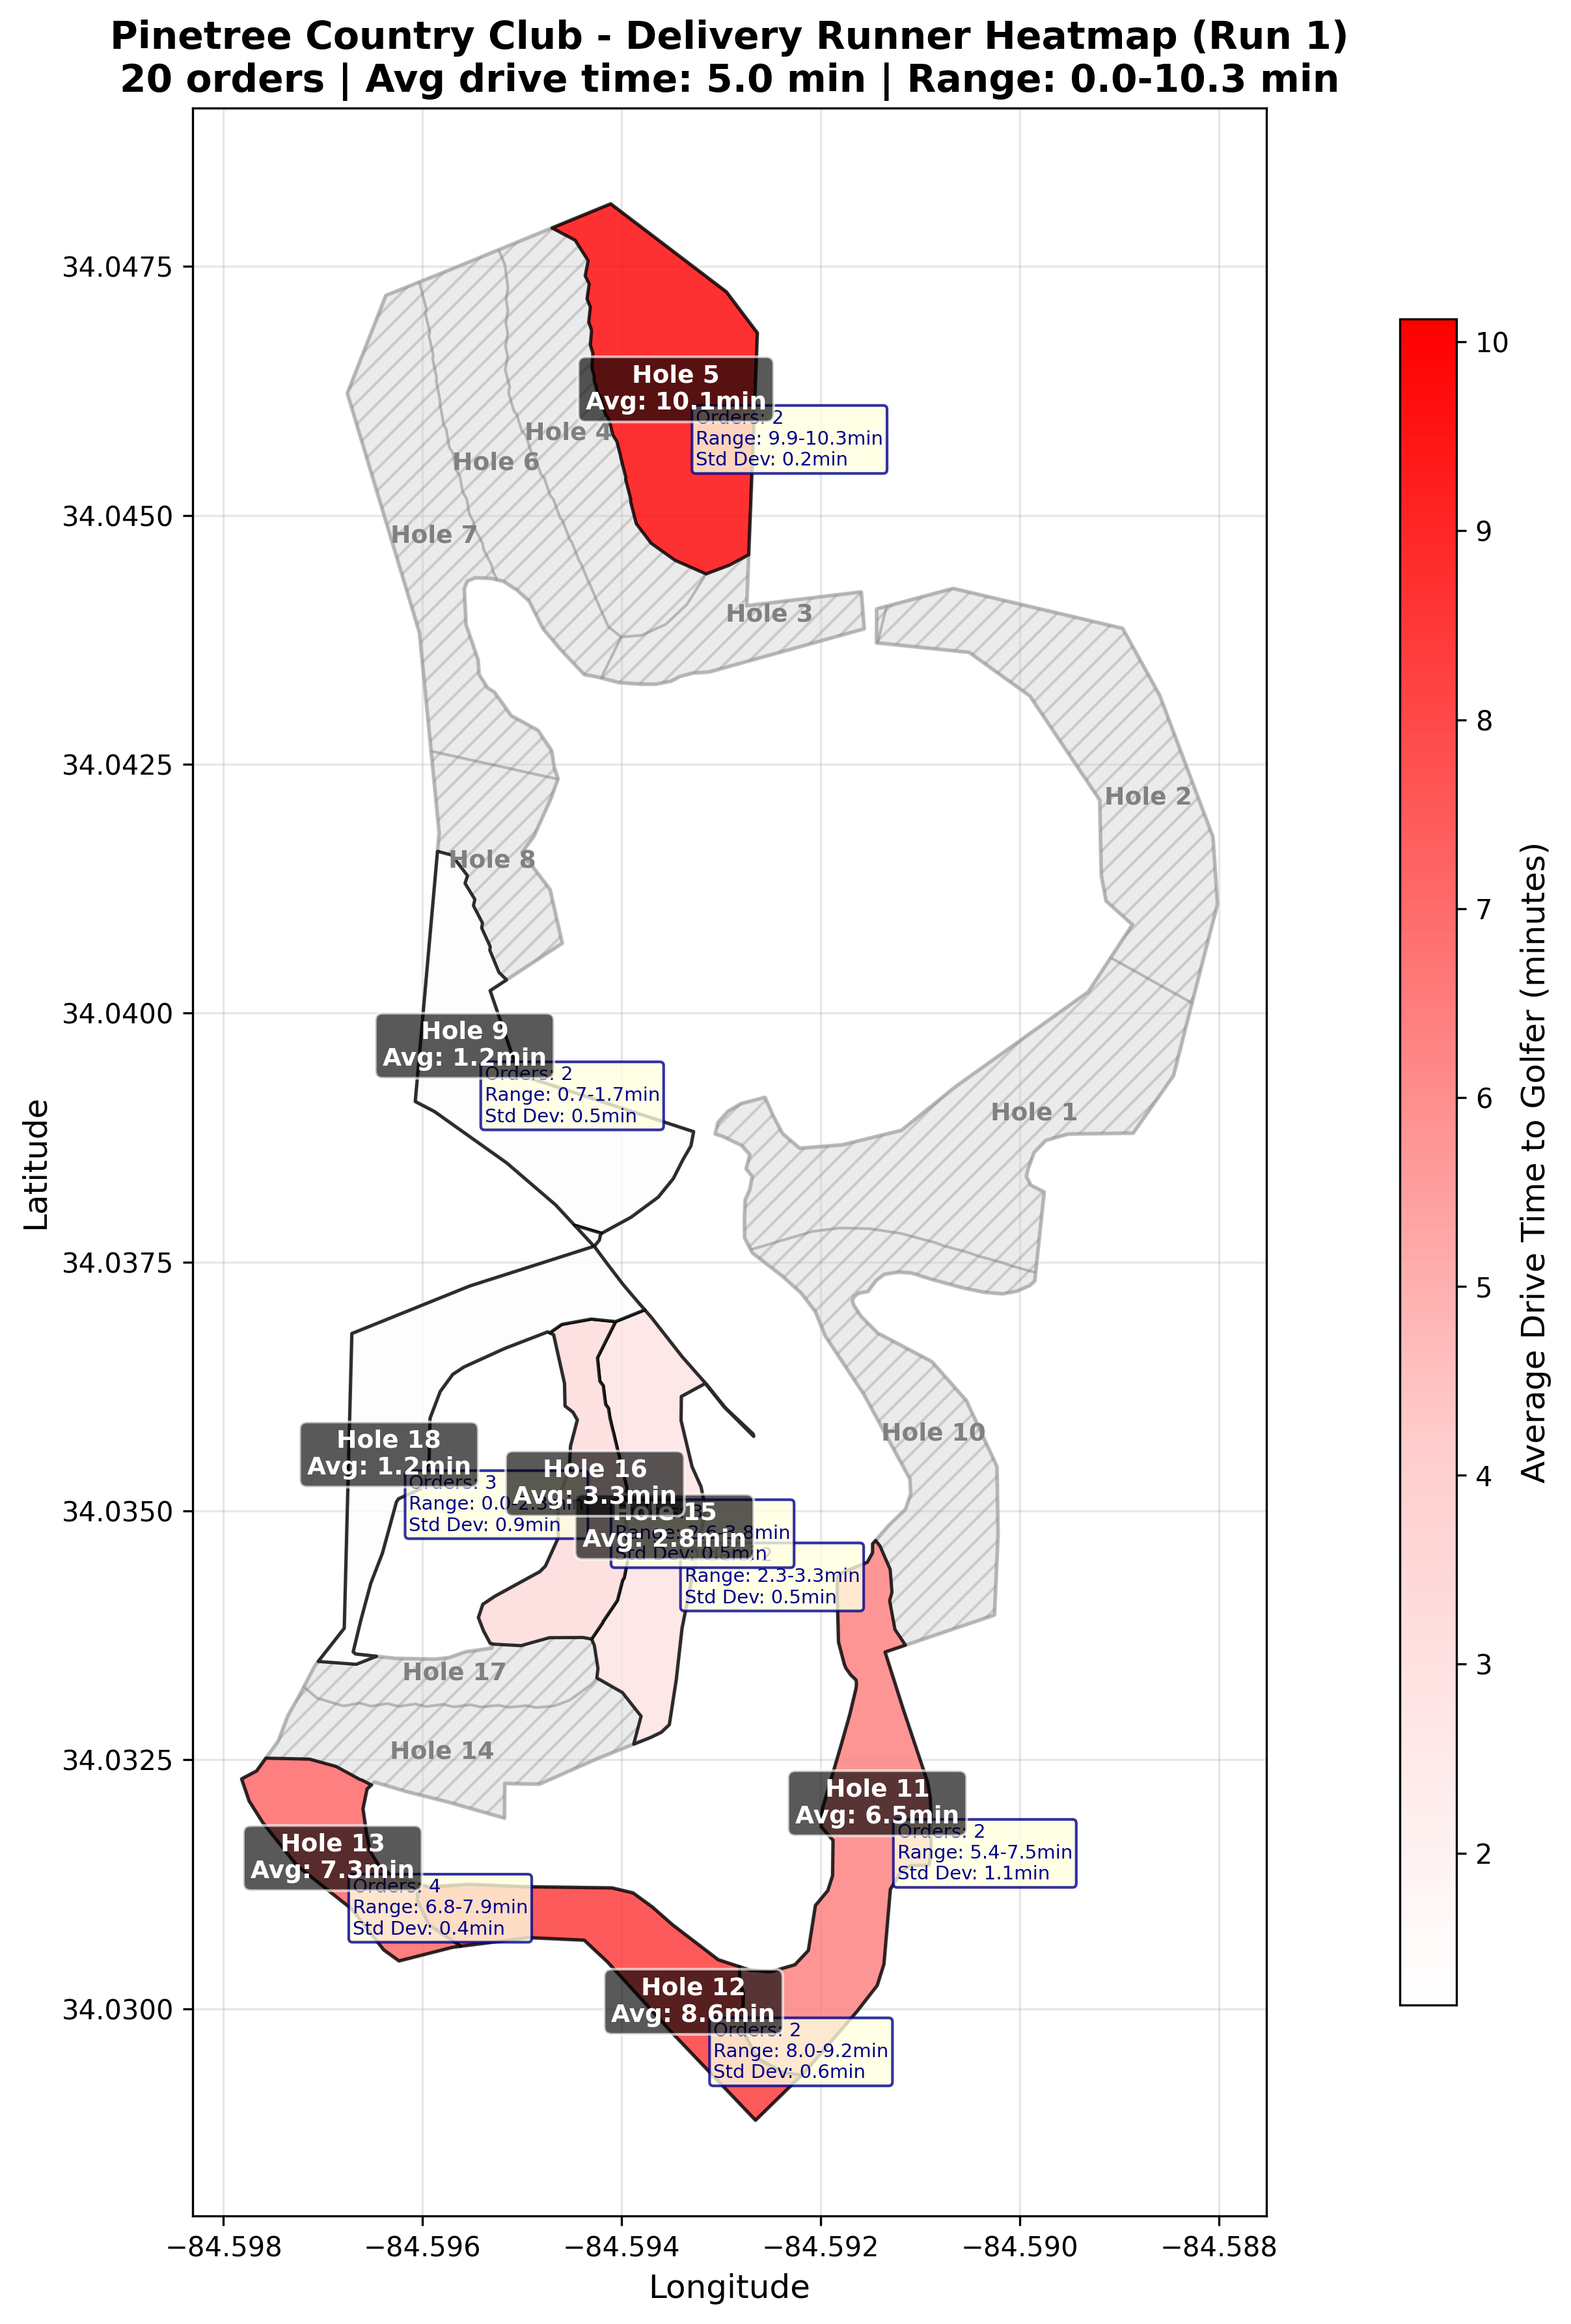 Pinetree Country Club - Delivery Runner Heatmap (Run 1)
20 orders | Avg drive time: 5.0 min | Range: 0.0-10.3 min
Latitude
34.0475
34.0450
34.0425
34.0400
34.0375
34.0350
34.0325
34.0300
Hole 5
Avg: 10.1min
Orders: 2
Range: 9.9-10.3min
Std Dev: 0.2min
Hole 4
Hole 6
Hole 7
Hole 3
Hole 2
Hole 8
Hole 9
Avg: 1.2min
Orders: 2
Range: 0.7-1.7min
Std Dev: 0.5min
Hole 1
Hole 10
Hole 18
Avg: 1.2min
Orders: 3
Range: 0.0-2.3min
Std Dev: 0.9min
Hole 16
Avg: 3.3min
Std Dev: 0.5min
Hole 15
Avg: 2.8min
Range: 2.3-3.3min
Std Dev: 0.5min
Hole 17
Hole 14
Hole 11
Avg: 6.5min
Orders: 2
Range: 5.4-7.5min
Std Dev: 1.1min
Hole 13
Avg: 7.3min
Orders: 4
Range: 6.8-7.9min
Std Dev: 0.4min
Hole 12
Avg: 8.6min
Orders: 2
Range: 8.0-9.2min
Std Dev: 0.6min
−84.598
−84.596
−84.594
−84.592
−84.590
−84.588
Longitude
10
9
8
7
6
5
4
3
2
Average Drive Time to Golfer (minutes)